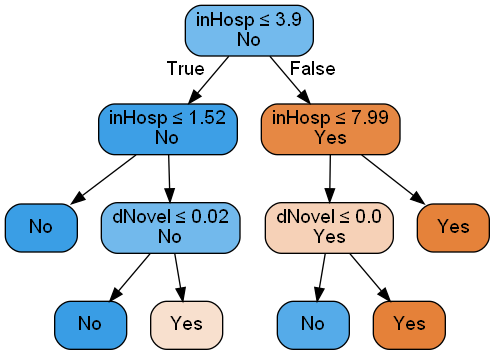 inHosp ≤ 3.9
No
True
False
inHosp ≤ 1.52
No
inHosp ≤ 7.99
Yes
No
dNovel ≤ 0.02
No
dNovel ≤ 0.0
Yes
Yes
No
Yes
No
Yes